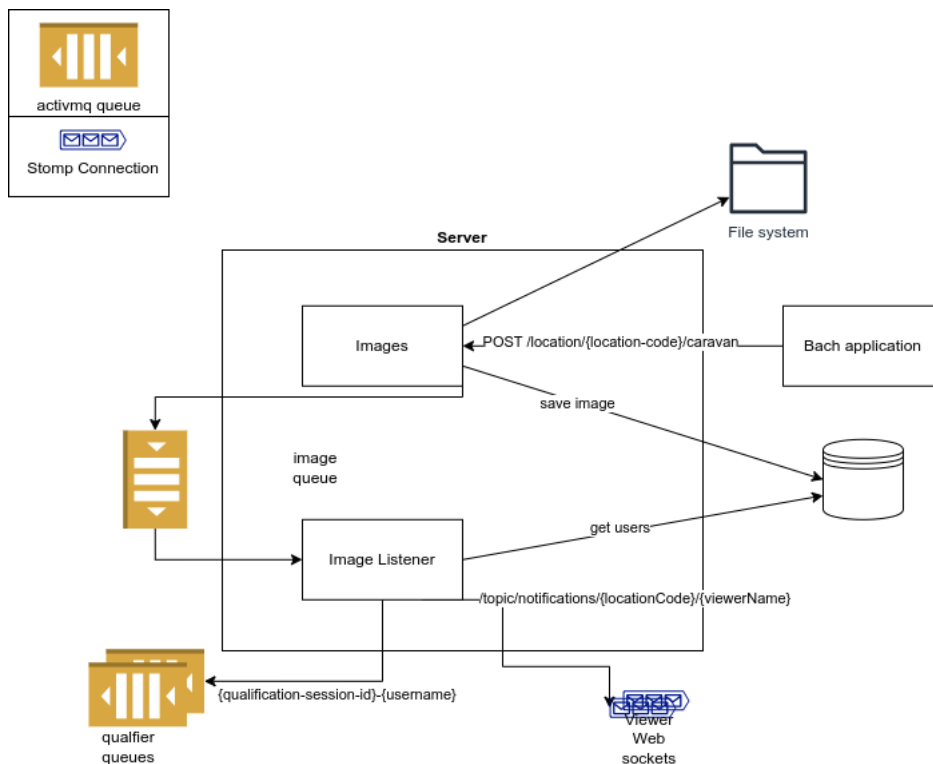 activmq queue
Stomp Connection
File system
Server
Images
POST /location/{location-code}/caravan
Bach application
save image
image
queue
get users
Image Listener
/topic/notifications/{locationCode}/{viewerName}
{qualification-session-id}-{username}
qualfier
queues
Viewer
Web
sockets